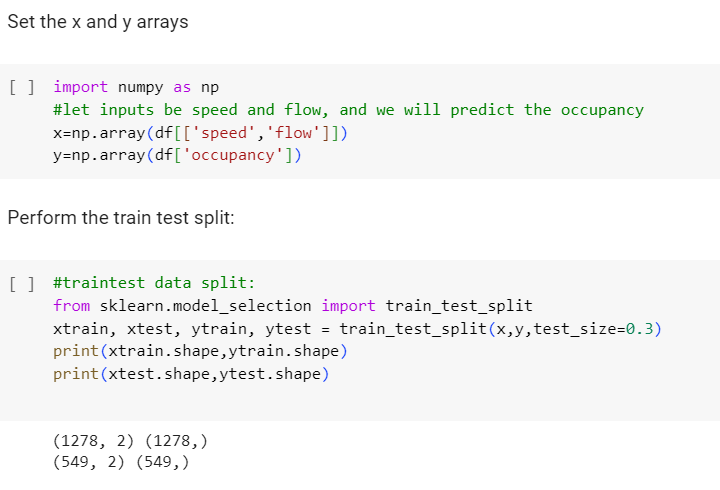 Set the x and y arrays
[ ] import numpy as np
#let inputs be speed and flow, and we will predict the occupancy
x=np.array(df[['speed','flow']])
y=np.array(df['occupancy'])
Perform the train test split:
[ ] #traintest data split:
from sklearn.model_selection import train_test_split
xtrain, xtest, ytrain, ytest = train_test_split(x,y,test_size=0.3)
print(xtrain.shape,ytrain.shape)
print(xtest.shape,ytest.shape)
(1278, 2) (1278,)
(549, 2) (549,)